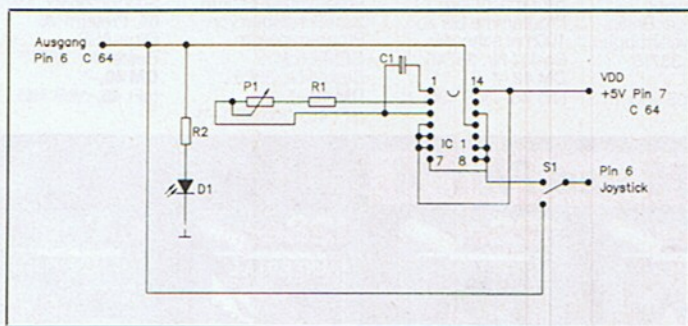 Ausgang
Pin 6 C 64
P1
R1
C1
1
14
IC 1
7
8
R2
D1
VDD
+5V Pin 7
C 64
S1
Pin 6
Joystick